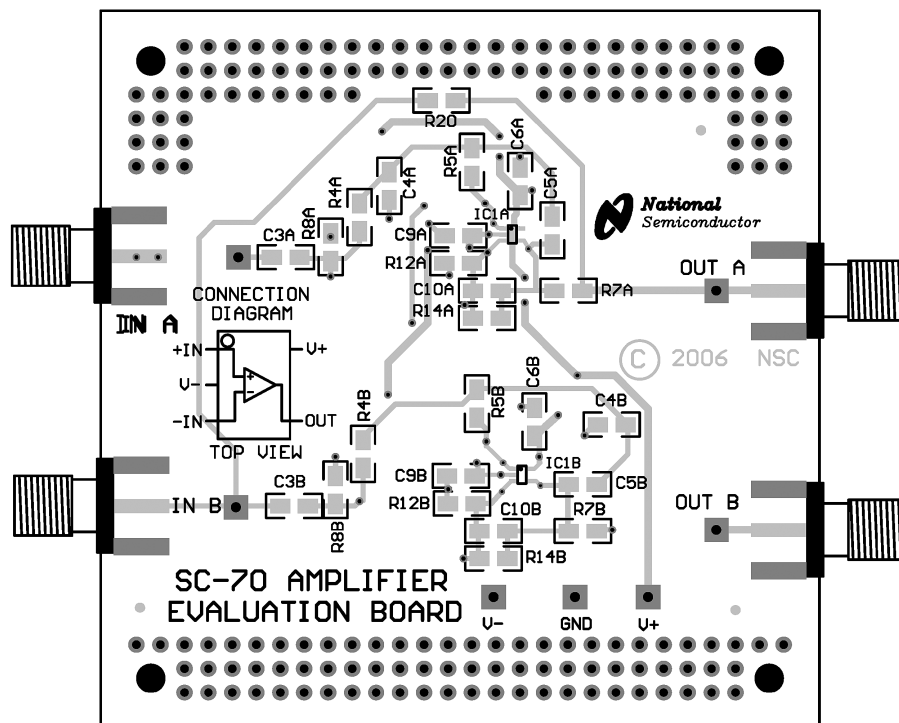 R20
R5A
C6A
R4A
C4A
C5A
R8A
IC1A
National
Semiconductor
C3A
C9A
R12A
OUT A
C10A
R7A
CONNECTION
DIAGRAM
R14A
IN A
+IN
V+
© 2006 NSC
V-
+
-
-IN
OUT
TOP VIEW
C6B
R5B
R4B
C4B
IC1B
C9B
C5B
C3B
IN B
R12B
C10B
R7B
OUT B
R8B
R14B
SC-70 AMPLIFIER
EVALUATION BOARD
V-
GND
V+